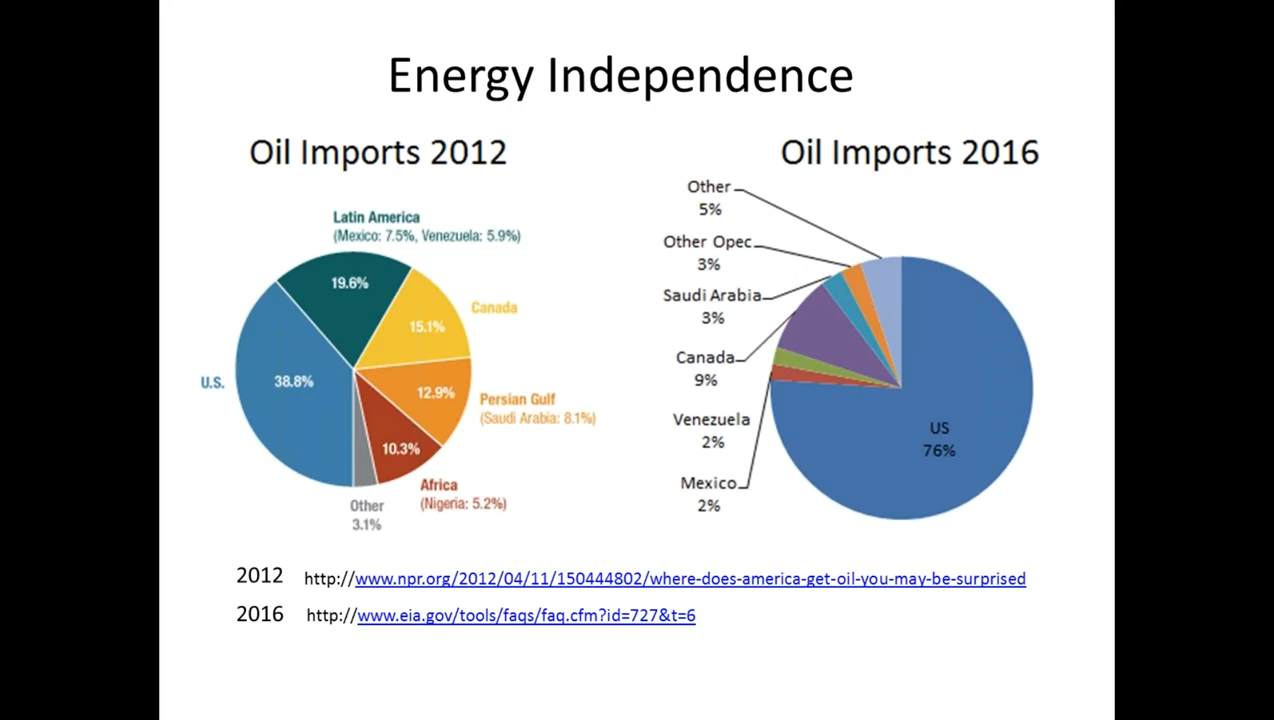 Energy Independence
Oil Imports 2012
Latin America
(Mexico: 7.5%, Venezuela: 5.9%)
19.6%
Canada
15.1%
U.S.
38.8%
12.9%
Persian Gulf
(Saudi Arabia: 8.1%)
10.3%
Africa
(Nigeria: 5.2%)
Other
3.1%
Oil Imports 2016
Other
5%
Other Opec
3%
Saudi Arabia
3%
Canada
9%
Venezuela
2%
Mexico
2%
US
76%
2012 http://www.npr.org/2012/04/11/150444802/where-does-america-get-oil-you-may-be-surprised
2016 http://www.eia.gov/tools/faqs/faq.cfm?id=727&t=6